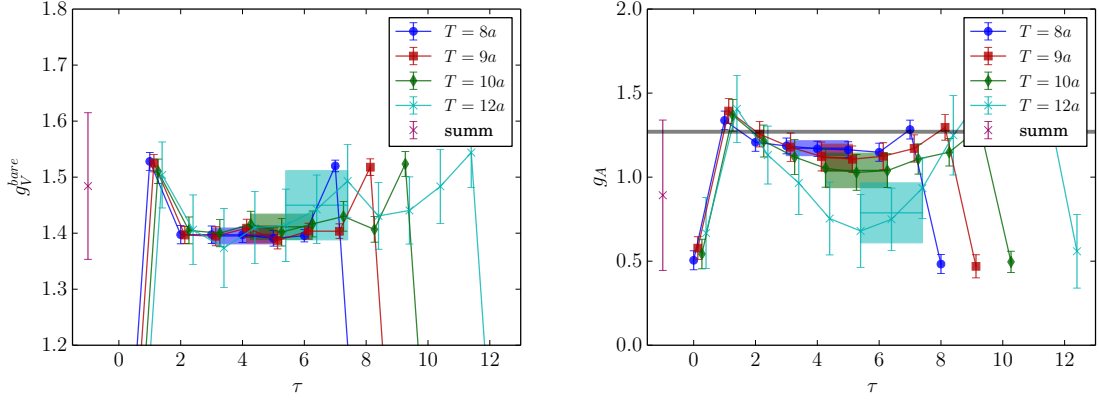 1.8
1.7
1.6
1.5
1.4
1.3
1.2
g_V^{bare}
0 2 4 6 8 10 12
τ
T = 8a
T = 9a
T = 10a
T = 12a
summ
2.0
1.5
1.0
0.5
0.0
g_A
0 2 4 6 8 10 12
τ
T = 8a
T = 9a
T = 10a
T = 12a
summ